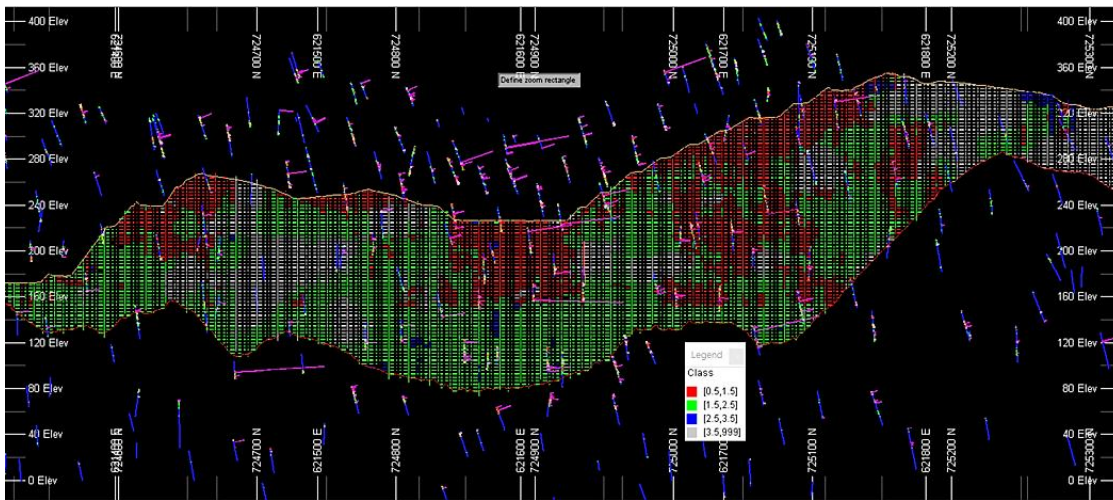 400 Elev
724700 N
621500 E
724800 N
621600 E
724900 N
725000 N
621700 E
725100 N
621800 E
725200 N
725300 N
400 Elev
360 Elev
Define zoom rectangle
360 Elev
320 Elev
320 Elev
280 Elev
280 Elev
240 Elev
240 Elev
200 Elev
200 Elev
160 Elev
160 Elev
120 Elev
120 Elev
80 Elev
80 Elev
40 Elev
40 Elev
0 Elev
0 Elev
Legend
Class
[0.5,1.5]
[1.5,2.5]
[2.5,3.5]
[3.5,999]
724700 N
621500 E
724800 N
621600 E
724900 N
725000 N
621700 E
725100 N
621800 E
725200 N
725300 N